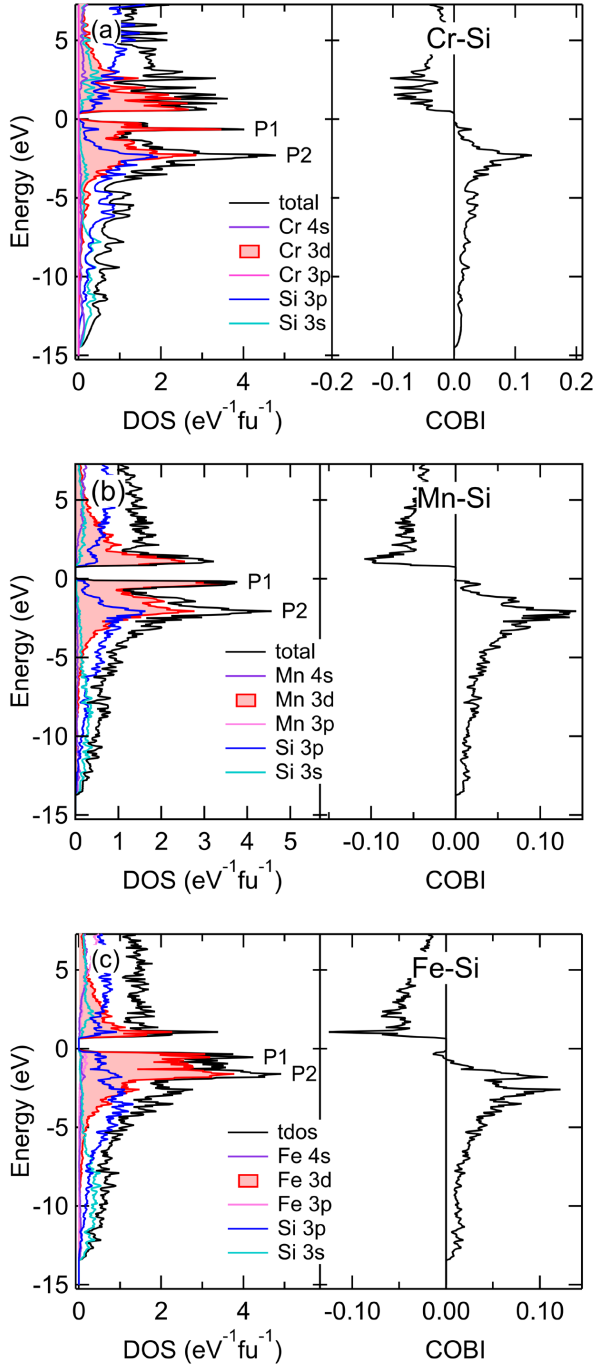 (a)
Cr-Si
5
0
-5
-10
-15
Energy (eV)
P1
P2
total
Cr 4s
Cr 3d
Cr 3p
Si 3p
Si 3s
0 2 4 6
-0.2 0.0 0.1 0.2
DOS (eV-1fu-1)
COBI
(b)
Mn-Si
5
0
-5
-10
-15
Energy (eV)
P1
P2
total
Mn 4s
Mn 3d
Mn 3p
Si 3p
Si 3s
0 1 2 3 4 5
-0.10 0.00 0.10
DOS (eV-1fu-1)
COBI
(c)
Fe-Si
5
0
-5
-10
-15
Energy (eV)
P1
P2
tdos
Fe 4s
Fe 3d
Fe 3p
Si 3p
Si 3s
0 2 4
-0.10 0.00 0.10
DOS (eV-1fu-1)
COBI